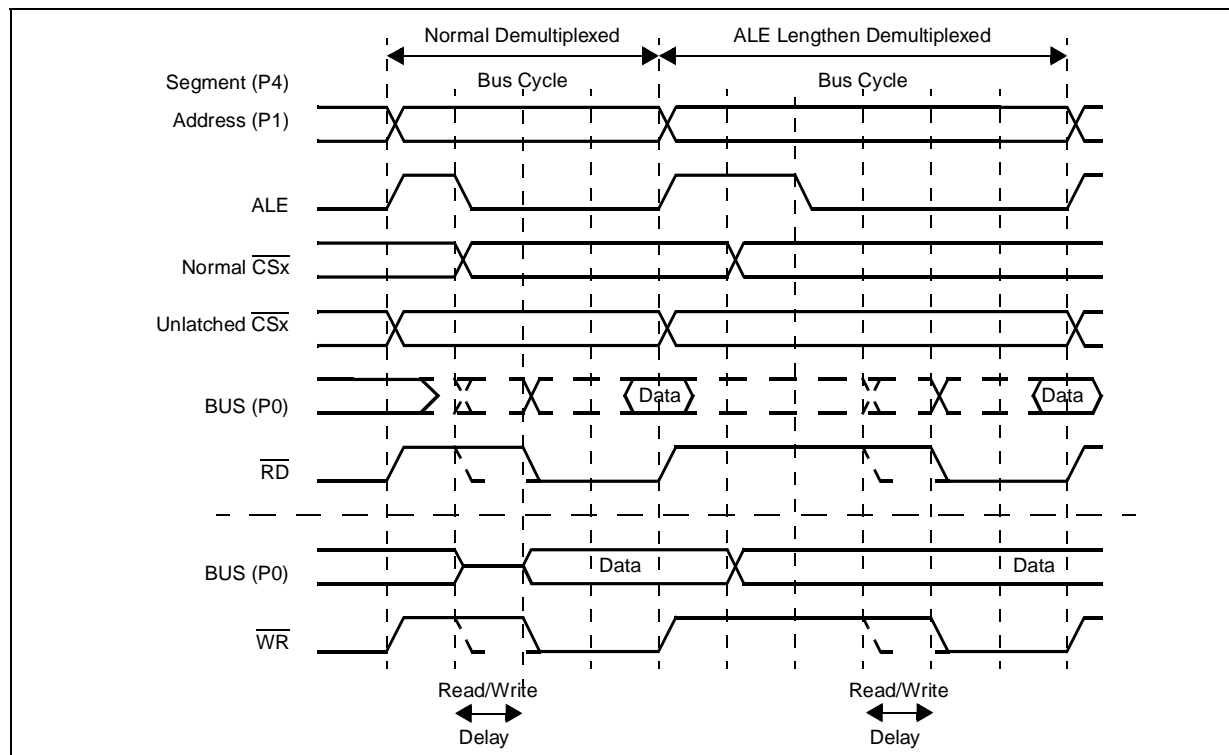 Normal Demultiplexed
ALE Lengthen Demultiplexed
Segment (P4)
Bus Cycle
Bus Cycle
Address (P1)
ALE
Normal CSx
Unlatched CSx
BUS (P0)
Data
Data
RD
BUS (P0)
Data
Data
WR
Read/Write
Read/Write
Delay
Delay